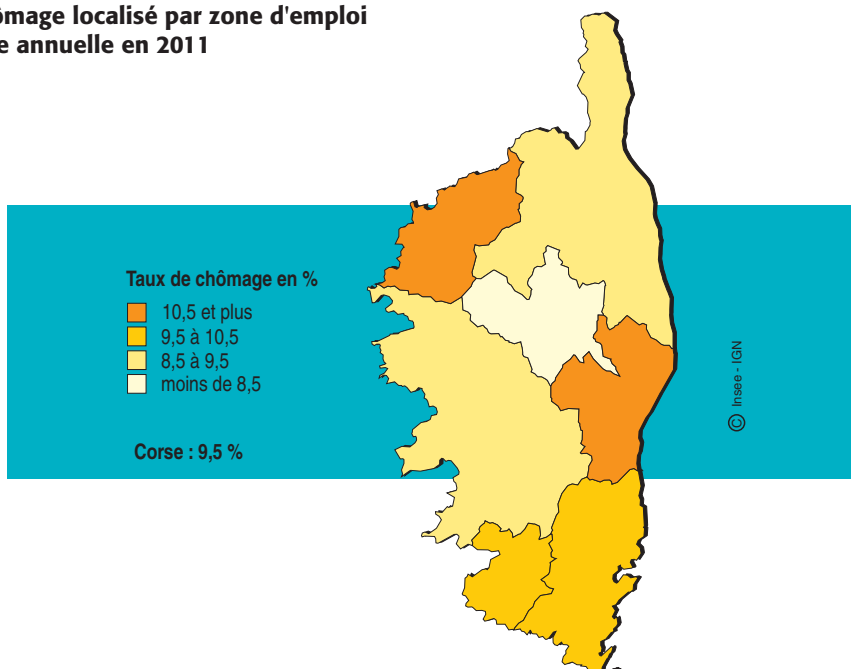 ômage localisé par zone d'emploi
e annuelle en 2011
Taux de chômage en %
10,5 et plus
9,5 à 10,5
8,5 à 9,5
moins de 8,5
Corse : 9,5 %
© Insee - IGN